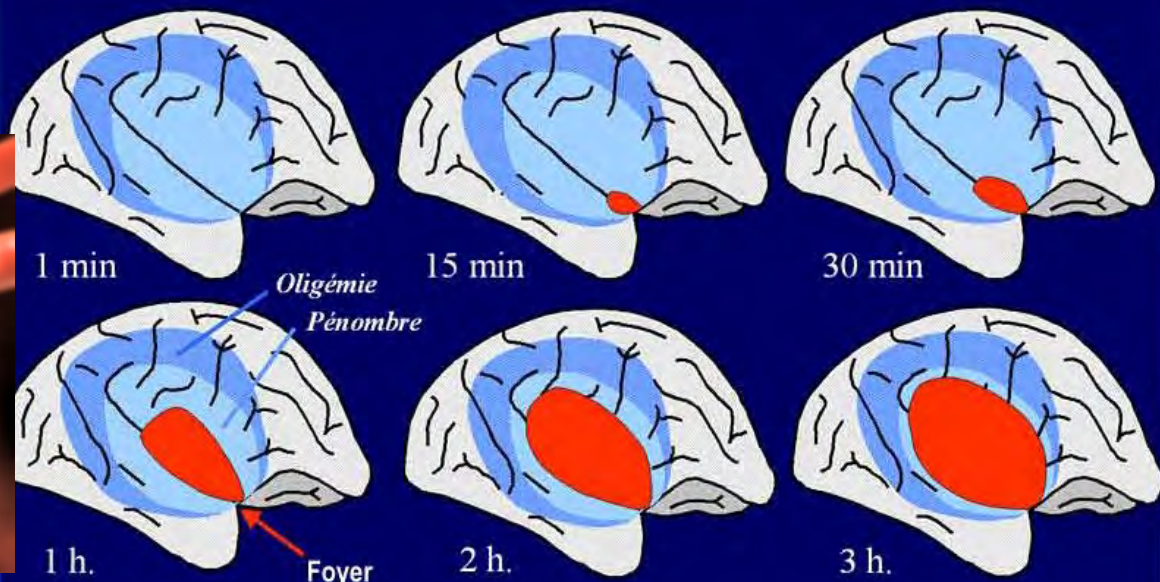 1 min
15 min
30 min
Oligémie
Pénombre
1 h.
Foyer
2 h.
3 h.